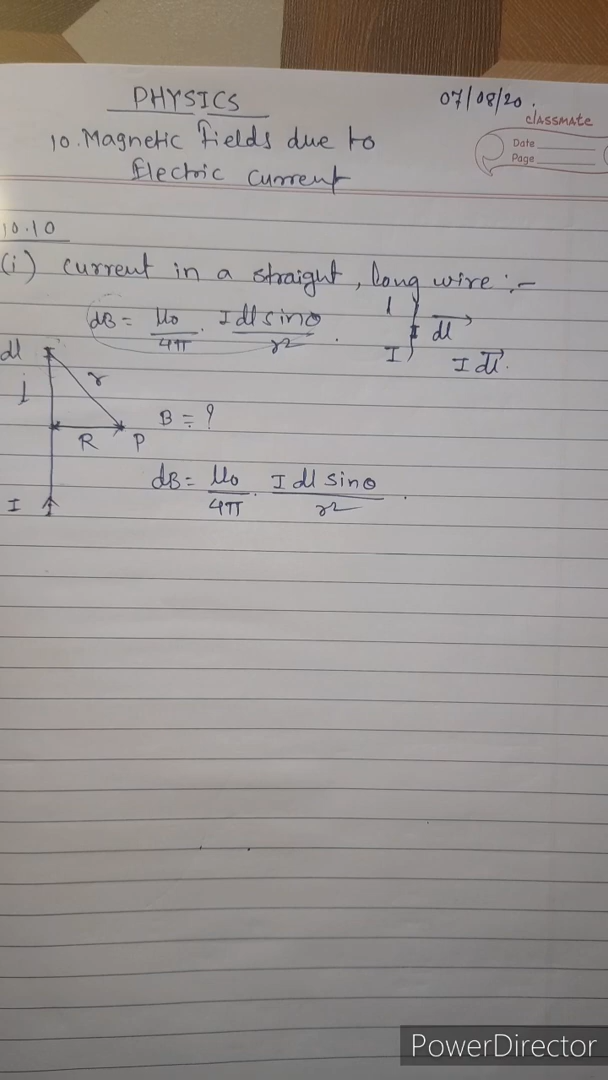 PHYSICS 07/08/20.
classmate
Date
Page
10. Magnetic fields due to
Electric current
10.10
(i) current in a straight, long wire :-
dB = μ0/4π . I dl sinθ/r² .
I dl
I dl.
dl
r
l
B = ?
R P
dB = μ0/4π . I dl sinθ/r² .
I
PowerDirector